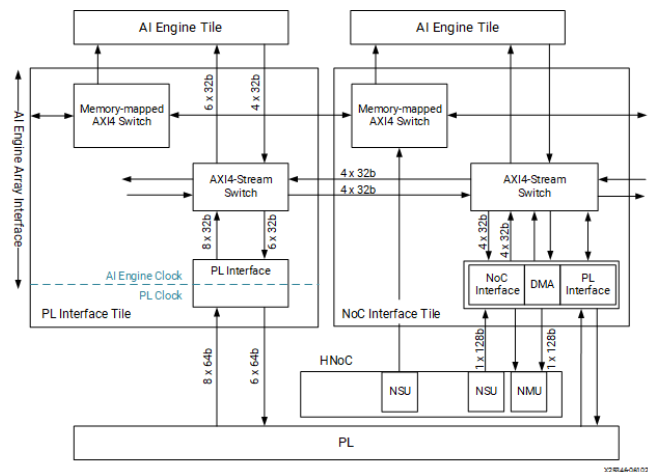 AI Engine Tile
AI Engine Tile
6 x 32b
4 x 32b
AI Engine Array Interface
Memory-mapped
AXI4 Switch
Memory-mapped
AXI4 Switch
AXI4-Stream
Switch
4 x 32b
4 x 32b
AXI4-Stream
Switch
8 x 32b
6 x 32b
4 x 32b
4 x 32b
AI Engine Clock
PL Clock
PL Interface
NoC
Interface
DMA
PL
Interface
PL Interface Tile
NoC Interface Tile
8 x 64b
6 x 64b
1 x 128b
1 x 128b
HNoC
NSU
NSU
NMU
PL